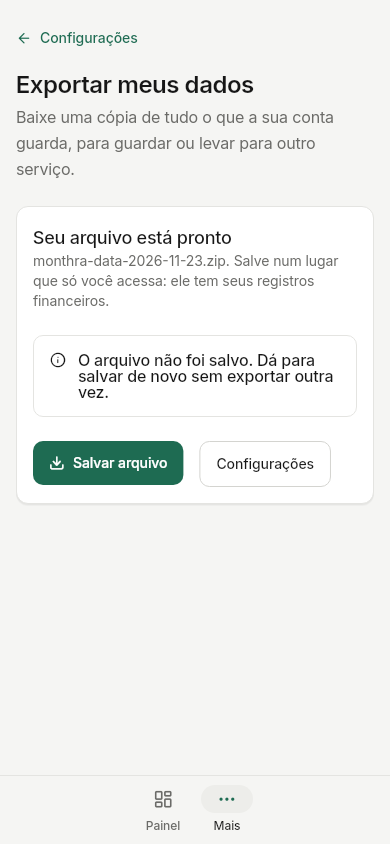 Configurações
Exportar meus dados
Baixe uma cópia de tudo o que a sua conta
guarda, para guardar ou levar para outro
serviço.
Seu arquivo está pronto
monthra-data-2026-11-23.zip. Salve num lugar
que só você acessa: ele tem seus registros
financeiros.
O arquivo não foi salvo. Dá para
salvar de novo sem exportar outra
vez.
Salvar arquivo
Configurações
Painel
Mais